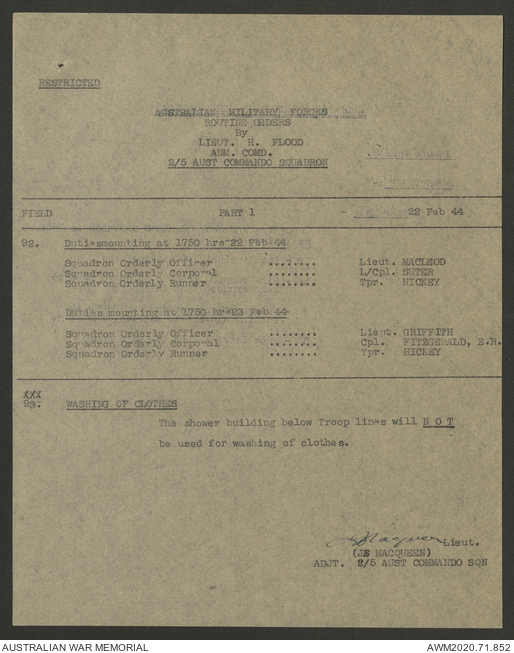 RESTRICTED
AUSTRALIAN MILITARY FORCES
ROUTINE ORDERS
By
LIEUT. H. FLOOD
ADM. COMD.
2/5 AUST COMMANDO SQUADRON
FIELD PART 1 22 Feb 44
92. Duties mounting at 1750 hrs 22 Feb 44
Squadron Orderly Officer ........ Lieut. MACLEOD
Squadron Orderly Corporal ........ L/Cpl. SUTER
Squadron Orderly Runner ........ Tpr. HICKEY
Duties mounting at 1750 hrs 23 Feb 44
Squadron Orderly Officer ........ Lieut. GRIFFITH
Squadron Orderly Corporal ........ Cpl. FITZGERALD, E.R.
Squadron Orderly Runner ........ Tpr. HICKEY
XXX
93. WASHING OF CLOTHES
The shower building below Troop lines will N O T
be used for washing of clothes.
JMacqueen Lieut.
(JS MACQUEEN)
ADJT. 2/5 AUST COMMANDO SQN
AUSTRALIAN WAR MEMORIAL AWM2020.71.852